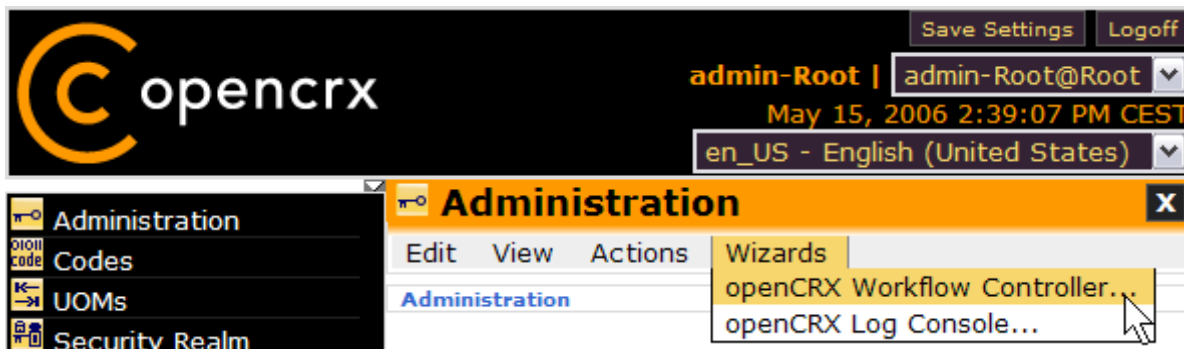 Save Settings Logoff
opencrx
admin-Root | admin-Root@Root
May 15, 2006 2:39:07 PM CEST
en_US - English (United States)
Administration
Codes
UOMs
Security Realm
Administration
Edit View Actions Wizards
Administration
openCRX Workflow Controller...
openCRX Log Console...